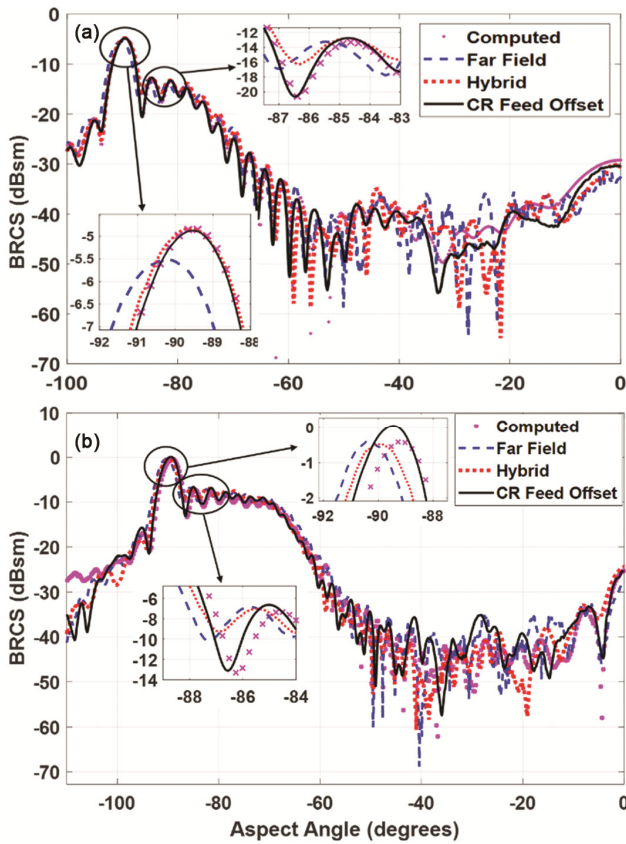 (a)
Computed
Far Field
Hybrid
CR Feed Offset
BRCS (dBsm)
10
0
-10
-20
-30
-40
-50
-60
-70
-100 -80 -60 -40 -20 0
-12
-14
-16
-18
-20
-87 -86 -85 -84 -83
-5
-5.5
-6
-6.5
-7
-92 -91 -90 -89 -88
(b)
Computed
Far Field
Hybrid
CR Feed Offset
BRCS (dBsm)
10
0
-10
-20
-30
-40
-50
-60
-70
-100 -80 -60 -40 -20 0
0
-1
-2
-92 -90 -88
-6
-8
-10
-12
-14
-88 -86 -84
Aspect Angle (degrees)